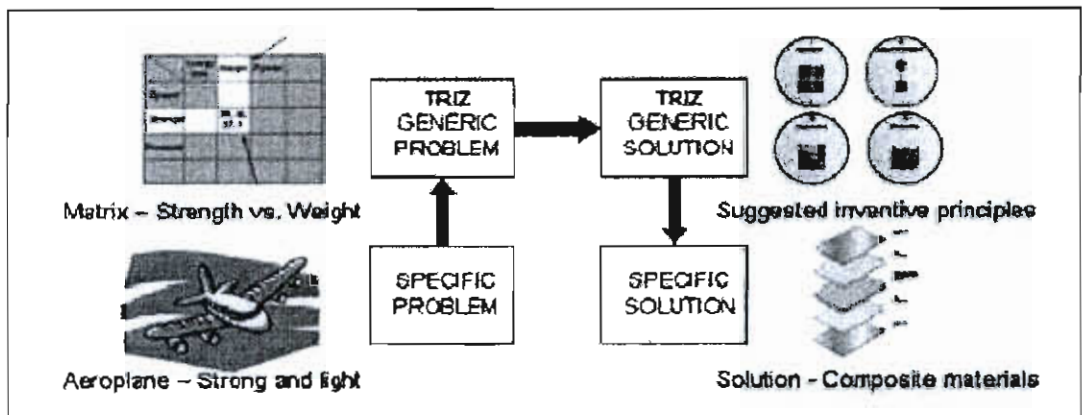 Strength
TRIZ
GENERIC
PROBLEM
TRIZ
GENERIC
SOLUTION
Matrix – Strength vs. Weight
Suggested inventive principles
SPECIFIC
PROBLEM
SPECIFIC
SOLUTION
Aeroplane – Strong and light
Solution - Composite materials